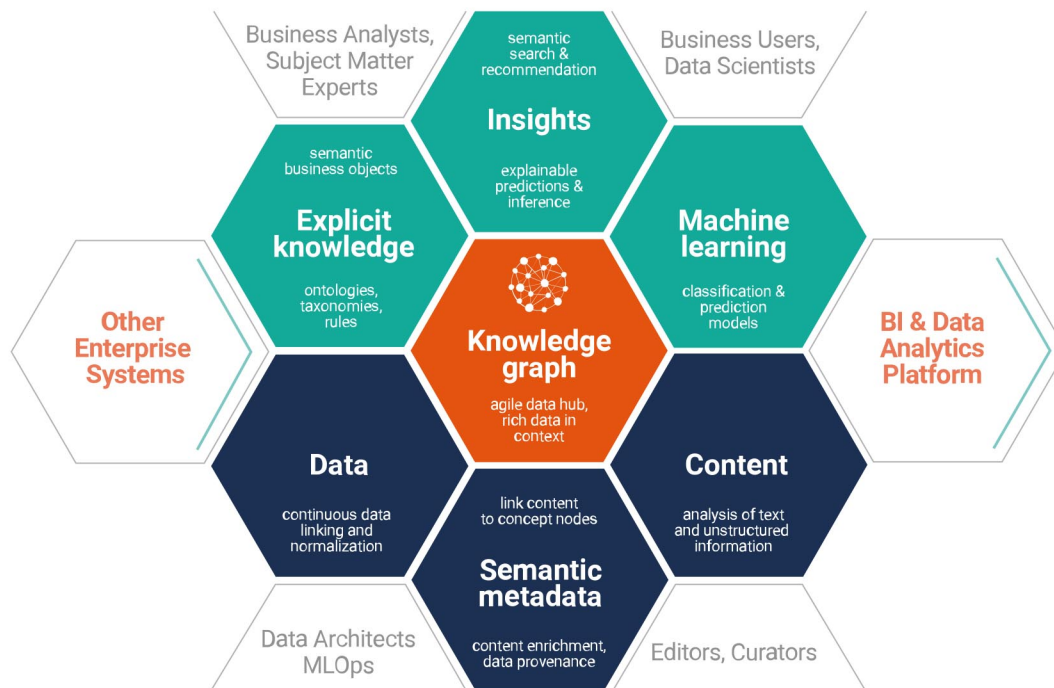 Business Analysts,
Subject Matter
Experts
semantic
search &
recommendation
Insights
explainable
predictions &
inference
Business Users,
Data Scientists
semantic
business objects
Explicit
knowledge
ontologies,
taxonomies,
rules
Machine
learning
classification &
prediction
models
Other
Enterprise
Systems
Knowledge
graph
agile data hub,
rich data in
context
BI & Data
Analytics
Platform
Data
continuous data
linking and
normalization
link content
to concept nodes
Semantic
metadata
content enrichment,
data provenance
Content
analysis of text
and unstructured
information
Data Architects
MLOps
Editors, Curators